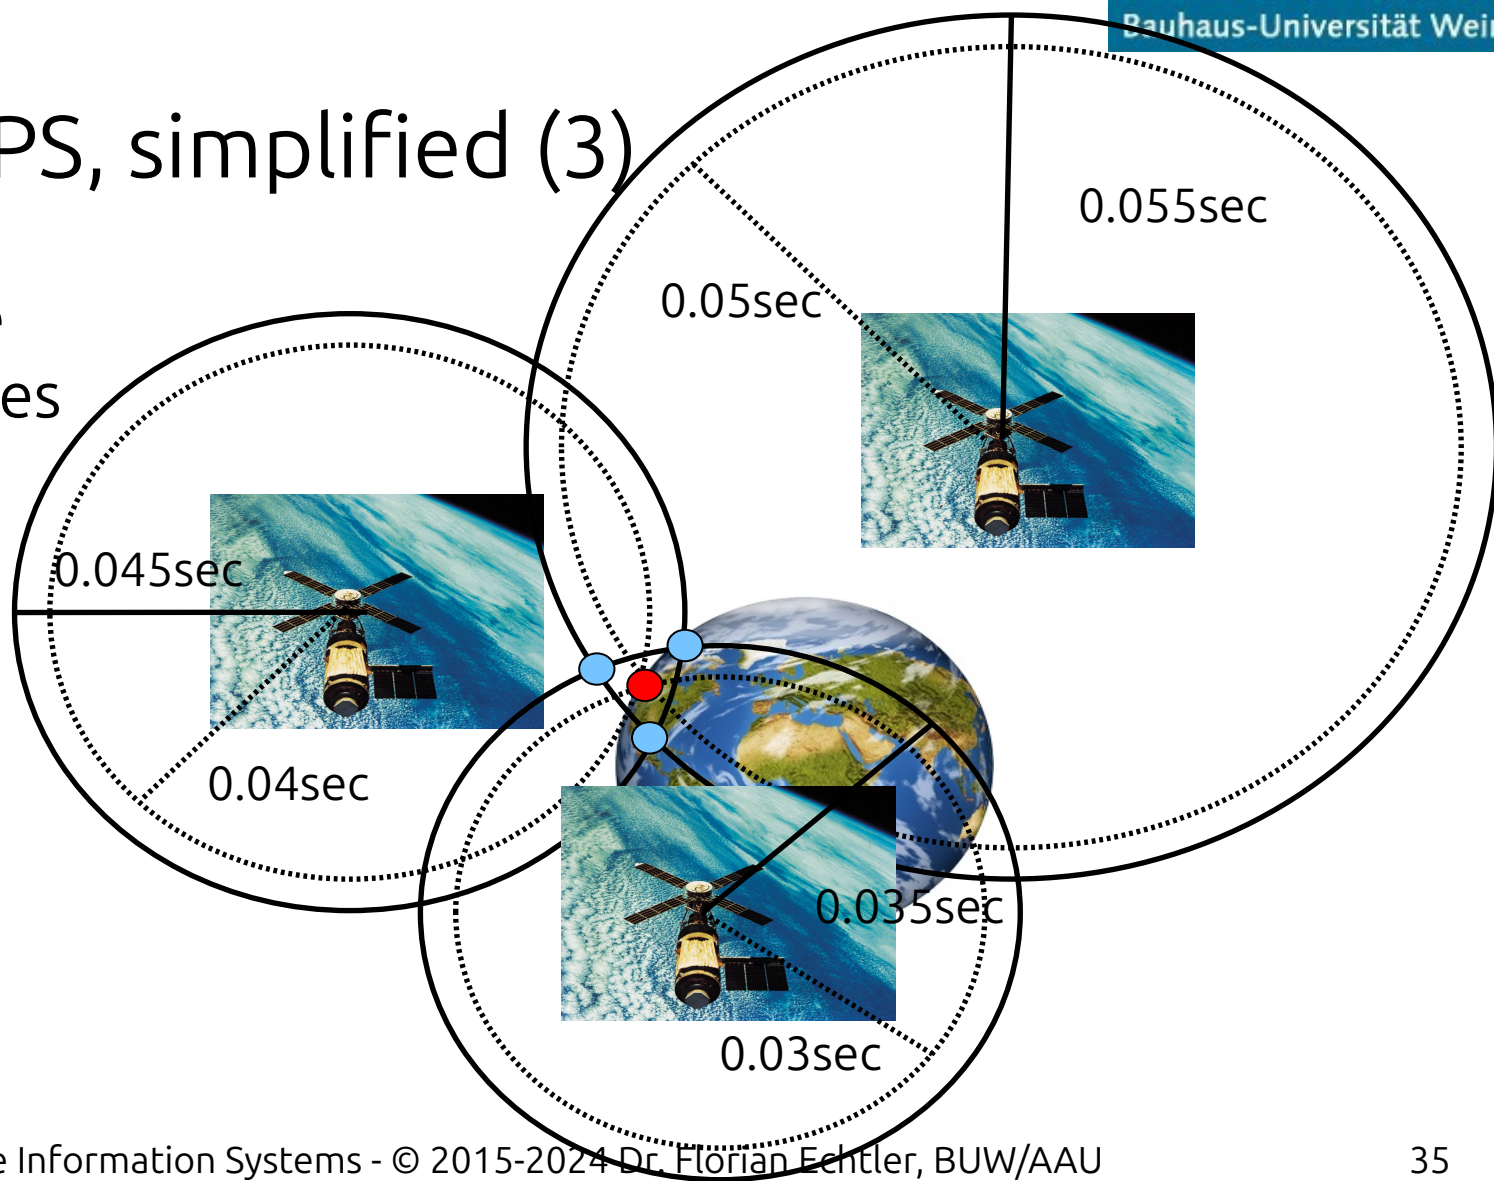 Bauhaus-Universität Wei
PS, simplified (3)
0.055sec
0.05sec
es
0.045sec
0.04sec
0.035sec
0.03sec
e Information Systems - © 2015-2024 Dr. Florian Echtler, BUW/AAU
35